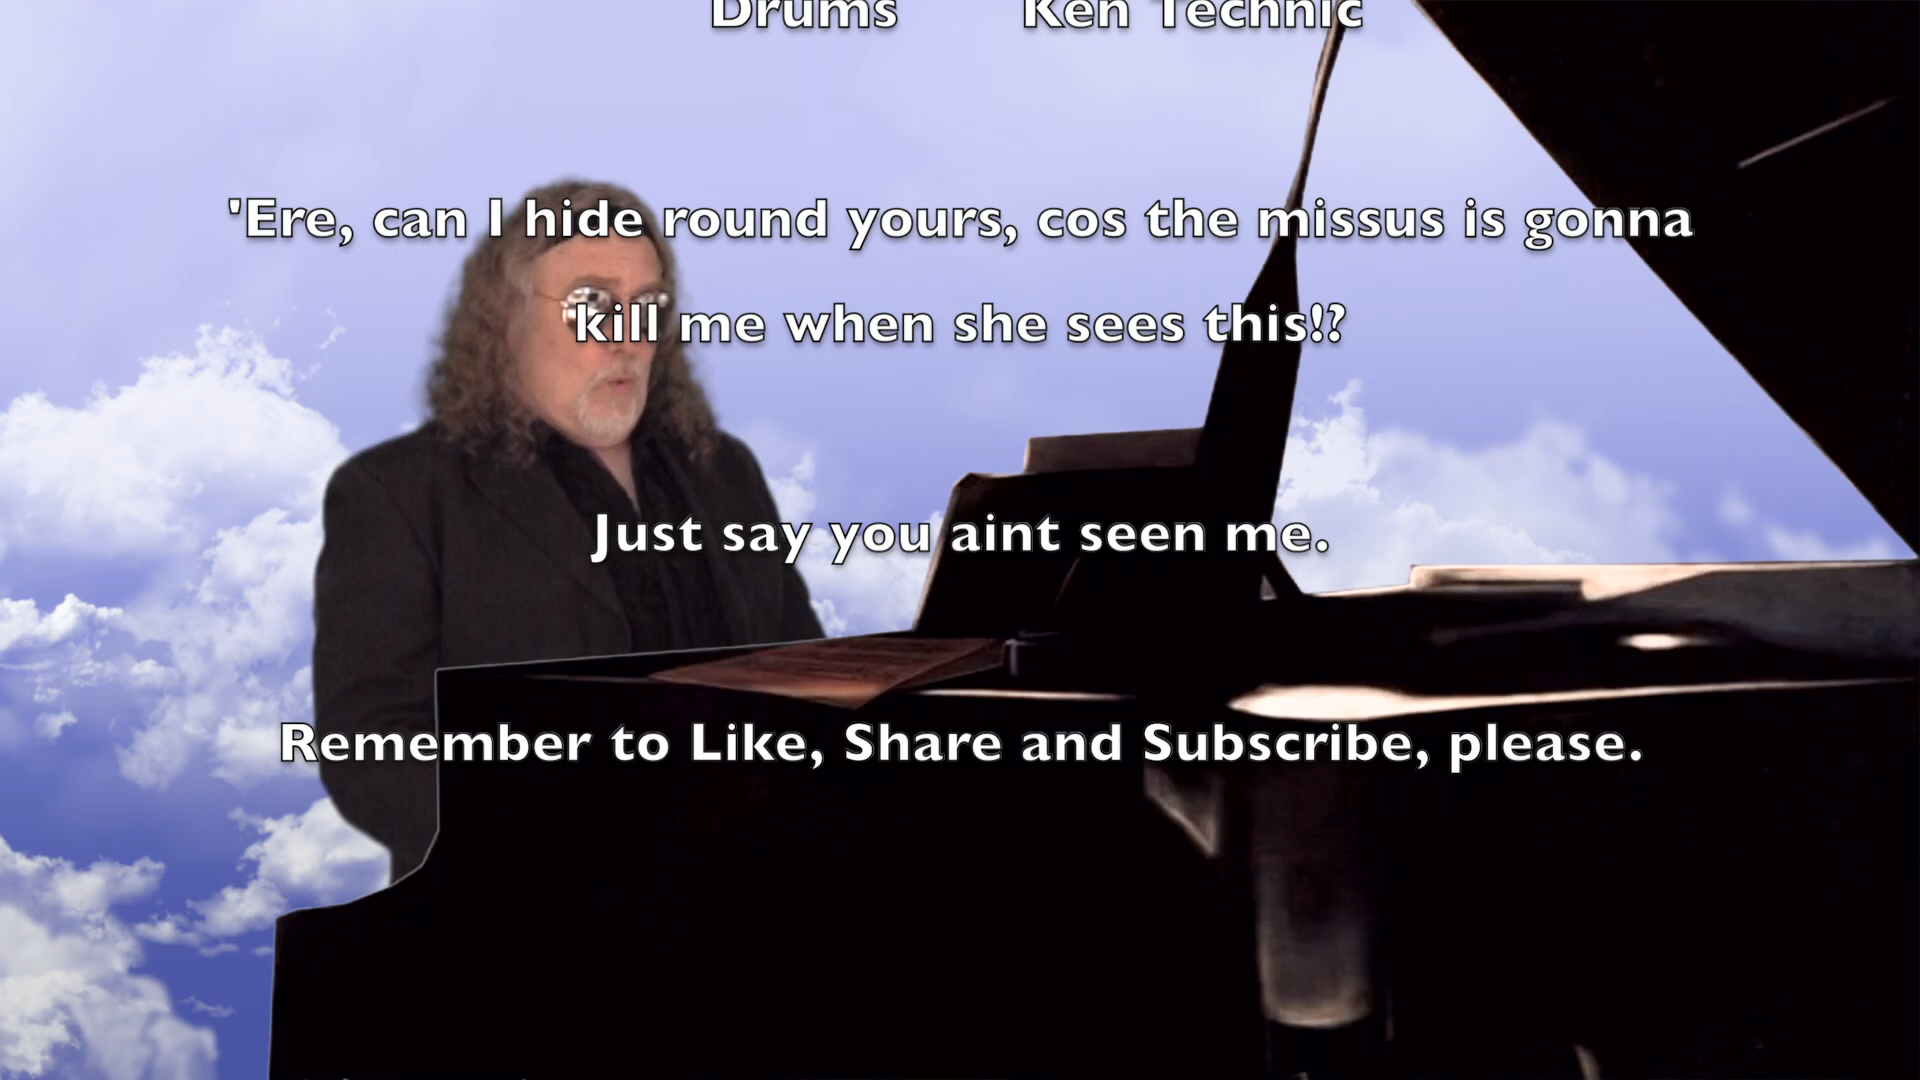 Drums Ken Technic
'Ere, can I hide round yours, cos the missus is gonna
kill me when she sees this!?
Just say you aint seen me.
Remember to Like, Share and Subscribe, please.